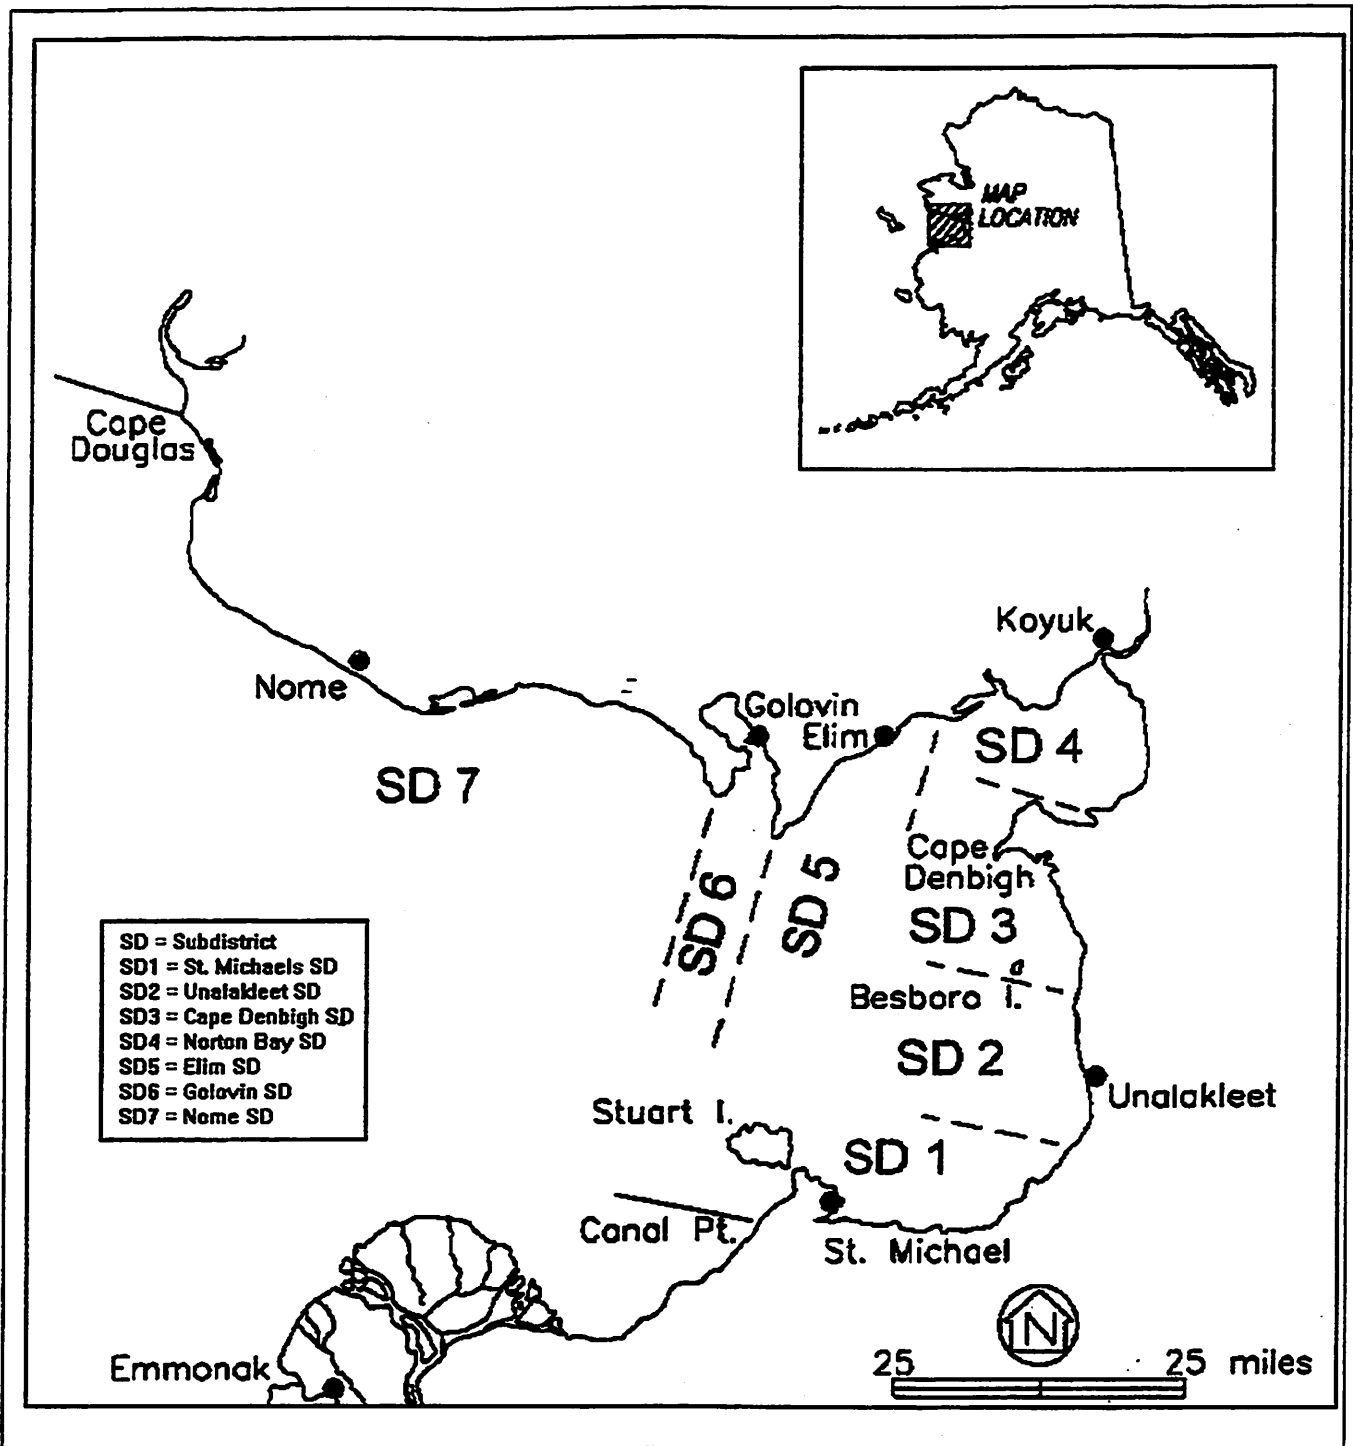 MAP
LOCATION
Cape
Douglas
Koyuk
Nome
Golovin
Elim
SD 4
SD 7
Cape
Denbigh
SD 6
SD 5
SD 3
SD = Subdistrict
SD1 = St. Michaels SD
SD2 = Unalakleet SD
SD3 = Cape Denbigh SD
SD4 = Norton Bay SD
SD5 = Elim SD
SD6 = Golovin SD
SD7 = Nome SD
Besboro I.
SD 2
Unalakleet
Stuart I.
SD 1
Canal Pt.
St. Michael
N
Emmonak
25 25 miles